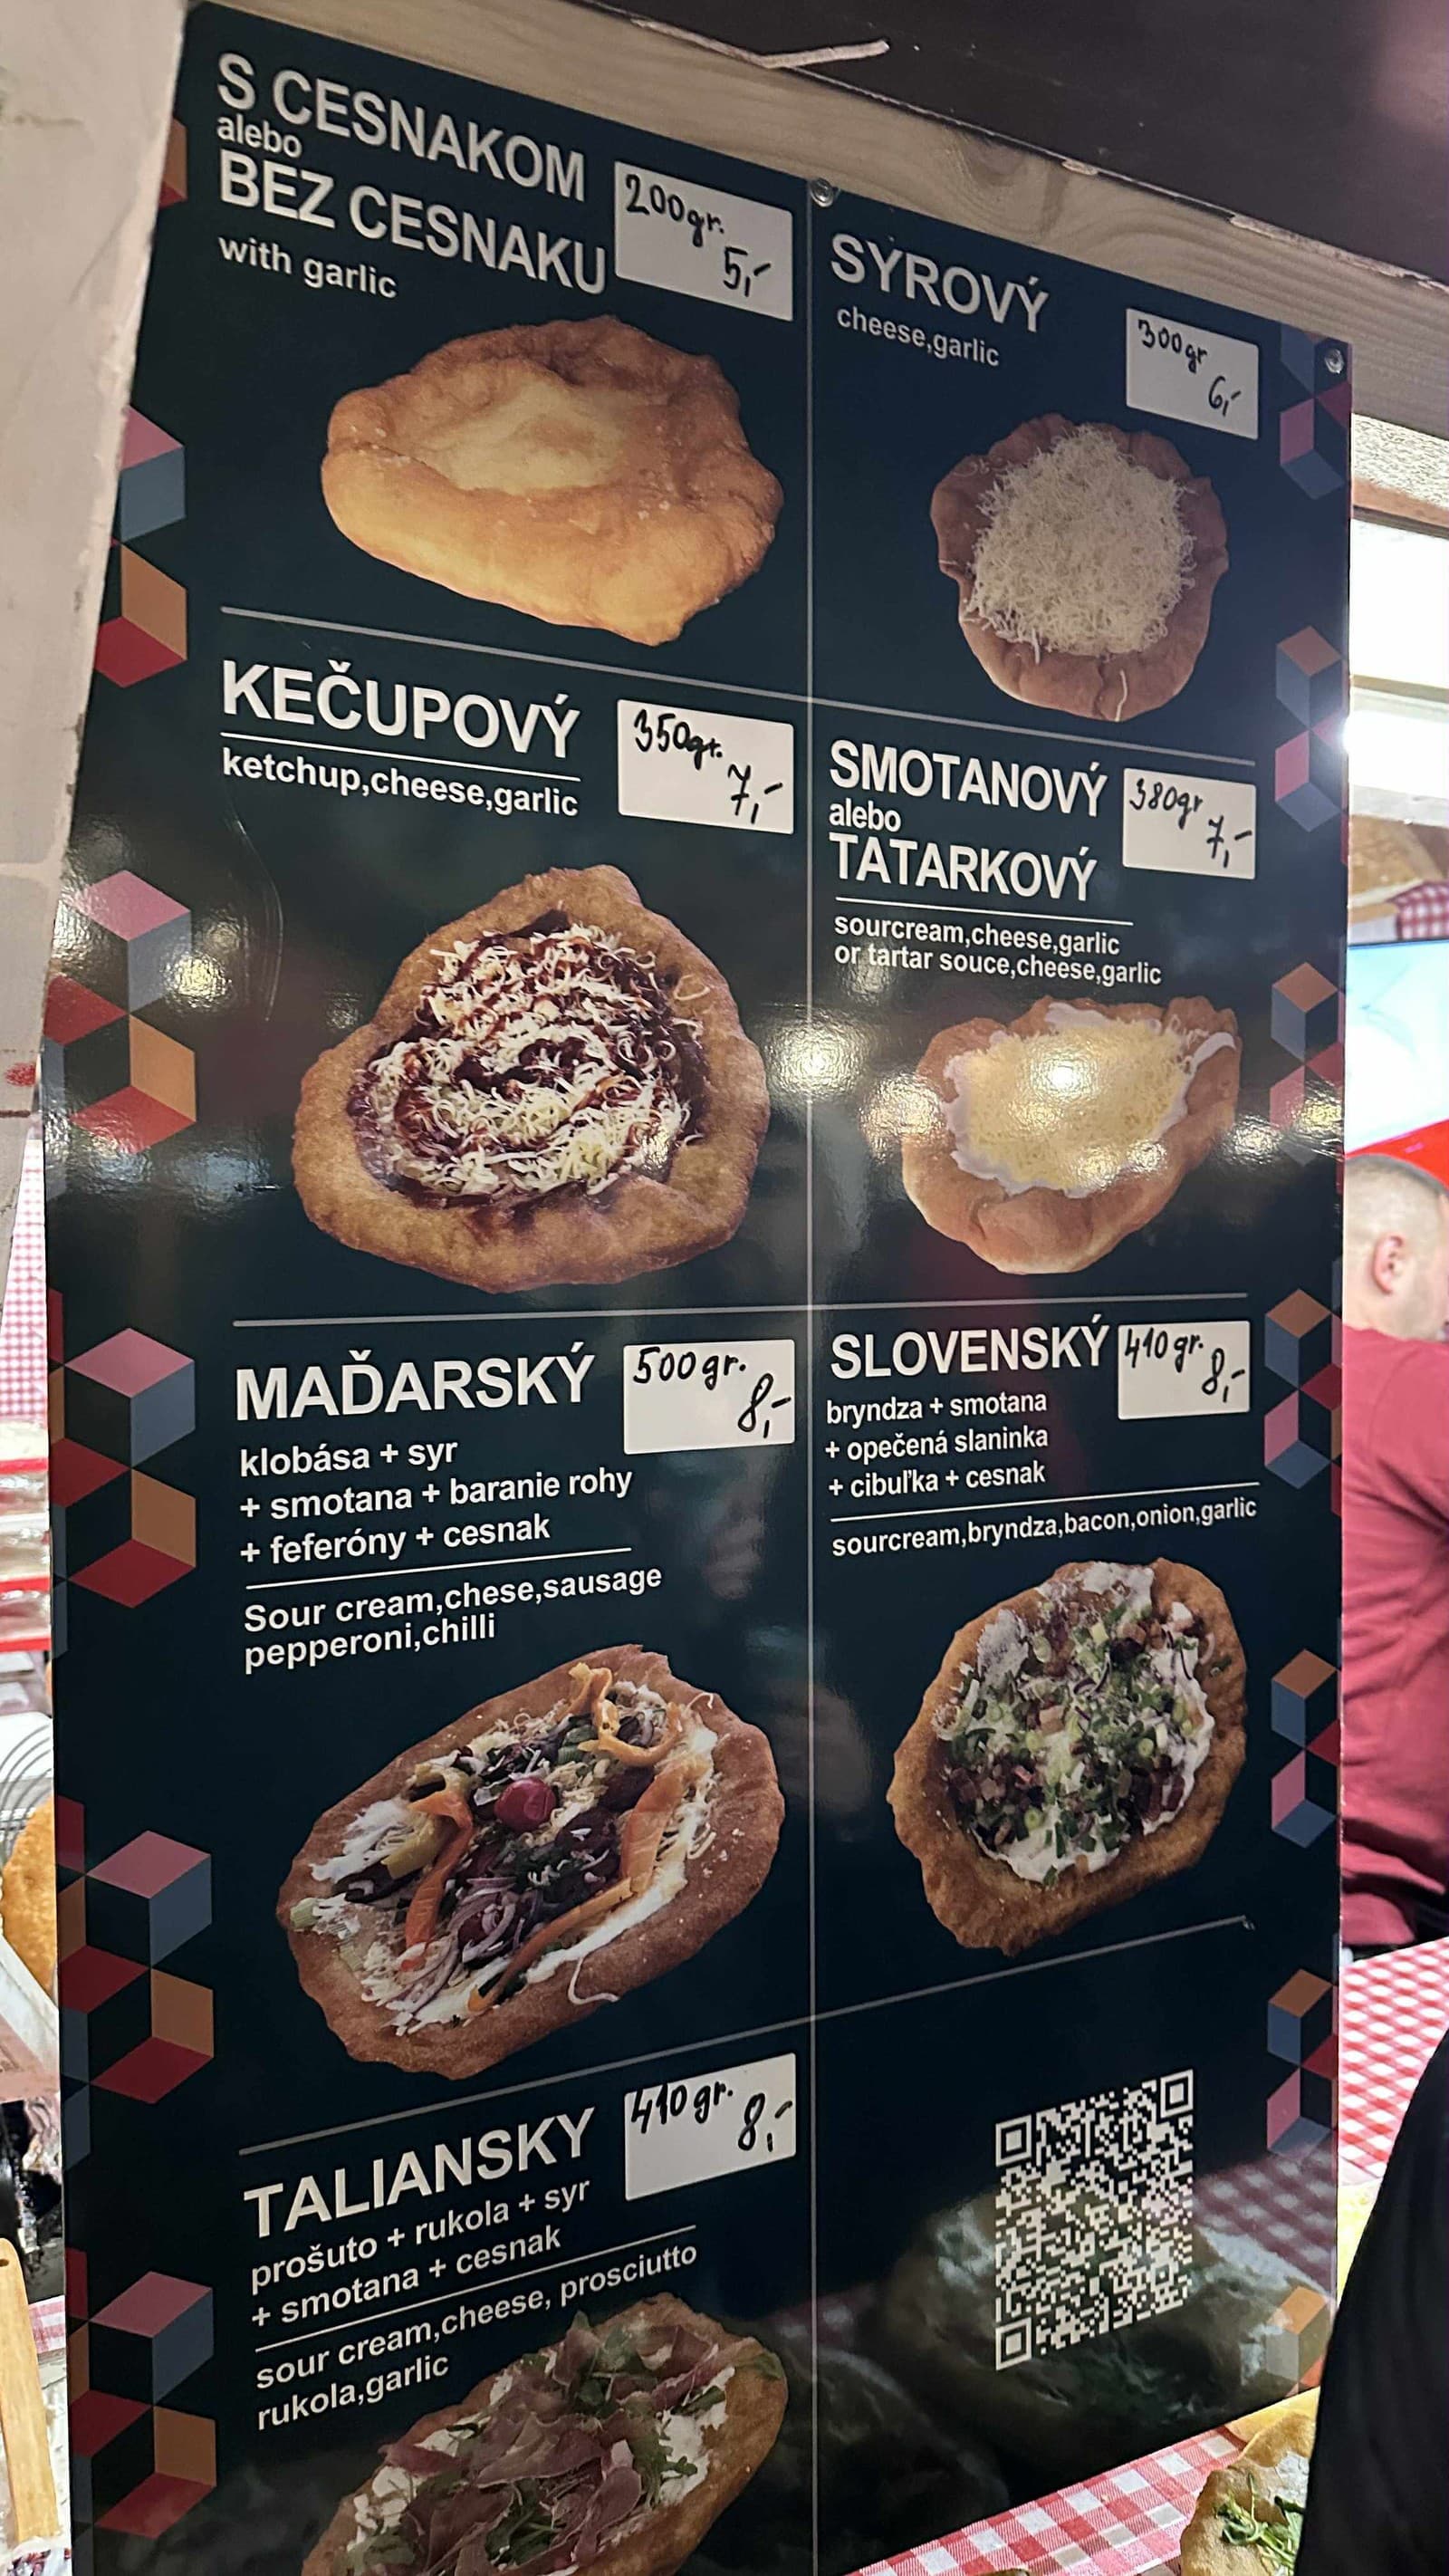 S CESNAKOM
alebo
BEZ CESNAKU
with garlic
200gr.
5,-
SYROVÝ
cheese,garlic
300gr
6,-
KEČUPOVÝ
ketchup,cheese,garlic
350gr.
7,-
SMOTANOVÝ
alebo
TATARKOVÝ
380gr
7,-
sourcream,cheese,garlic
or tartar souce,cheese,garlic
MAĎARSKÝ
500gr.
8,-
klobása + syr
+ smotana + baranie rohy
+ feferóny + cesnak
Sour cream,chese,sausage
pepperoni,chilli
SLOVENSKÝ
410gr.
8,-
bryndza + smotana
+ opečená slaninka
+ cibuľka + cesnak
sourcream,bryndza,bacon,onion,garlic
TALIANSKY
410gr.
8,-
prošuto + rukola + syr
+ smotana + cesnak
sour cream,cheese, prosciutto
rukola,garlic